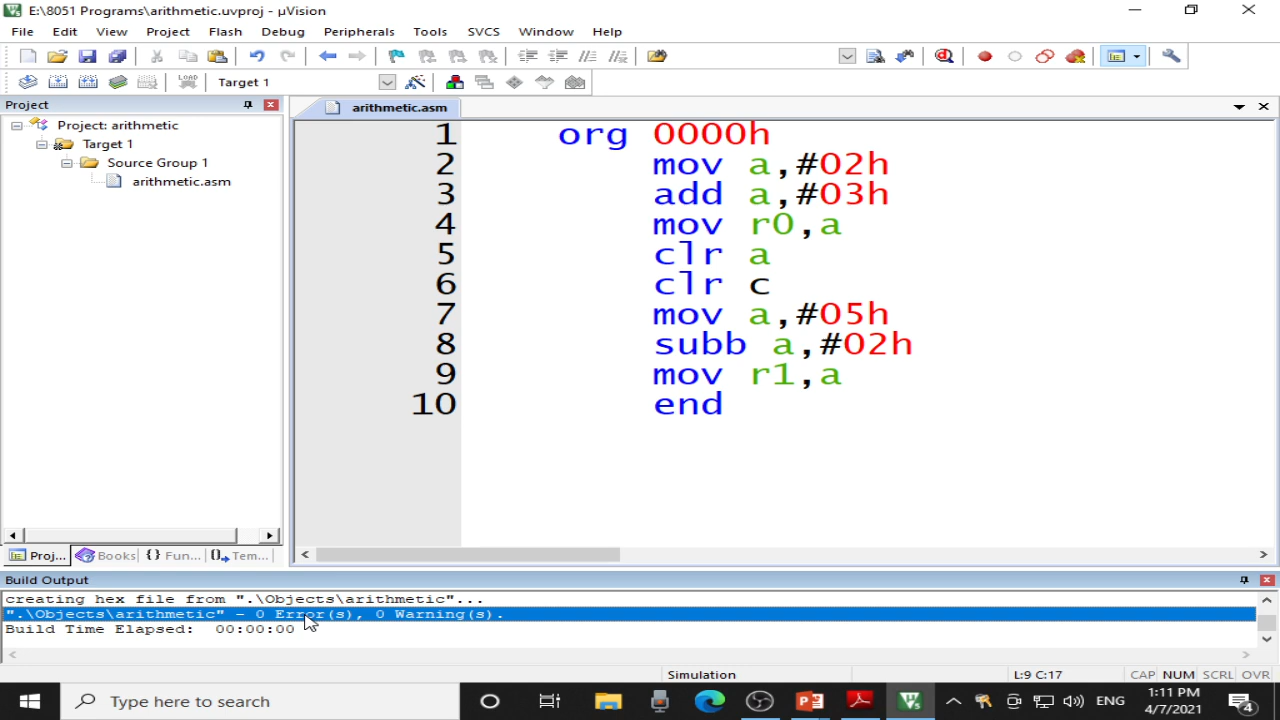 E:\8051 Programs\arithmetic.uvproj - µVision
File Edit View Project Flash Debug Peripherals Tools SVCS Window Help
LOAD Target 1
Project
arithmetic.asm
Project: arithmetic
Target 1
Source Group 1
arithmetic.asm
1 org 0000h
2 mov a,#02h
3 add a,#03h
4 mov r0,a
5 clr a
6 clr c
7 mov a,#05h
8 subb a,#02h
9 mov r1,a
10 end
Proj... Books {} Fun... Tem...
Build Output
creating hex file from ".\Objects\arithmetic"...
".\Objects\arithmetic" - 0 Error(s), 0 Warning(s).
Build Time Elapsed: 00:00:00
Simulation L:9 C:17 CAP NUM SCRL OVR
Type here to search
ENG
1:11 PM
4/7/2021
4